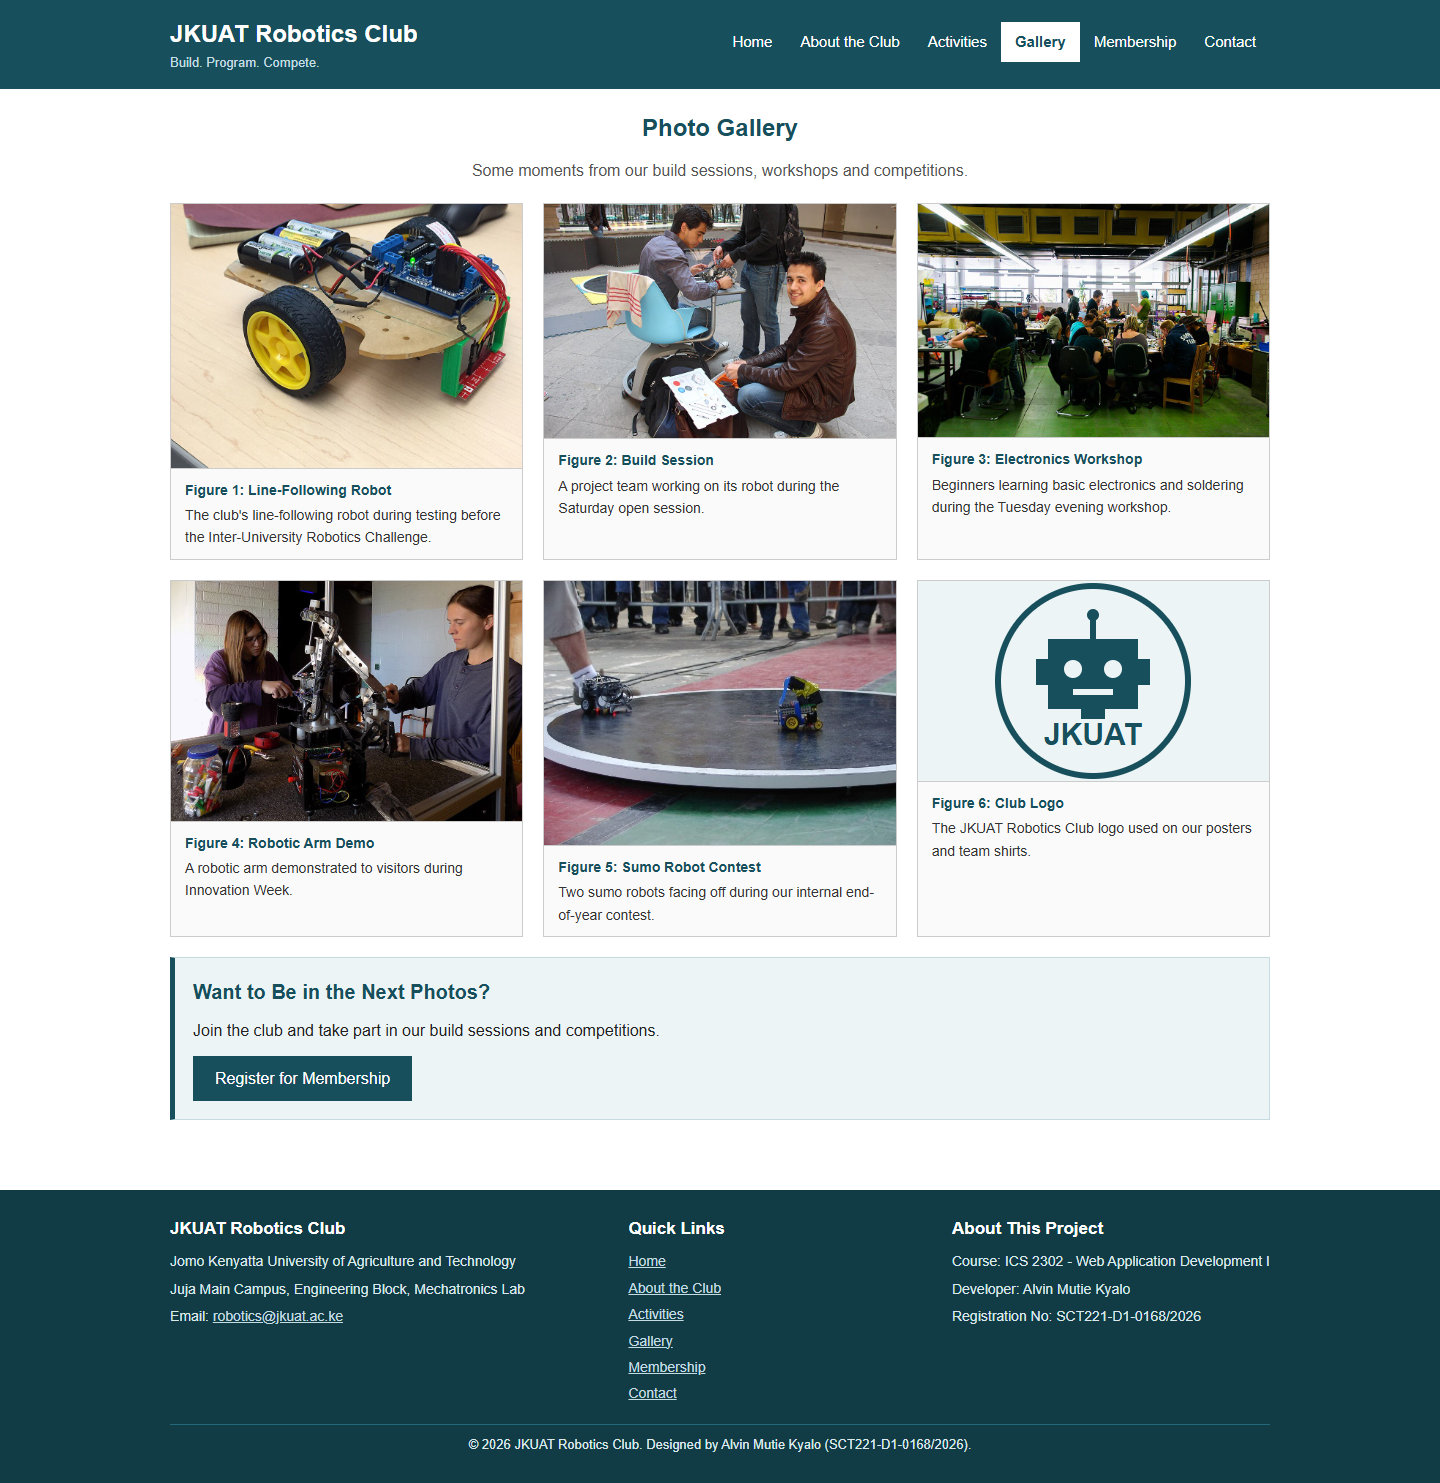 JKUAT Robotics Club
Build. Program. Compete.
Home About the Club Activities Gallery Membership Contact
Photo Gallery
Some moments from our build sessions, workshops and competitions.
Figure 1: Line-Following Robot
The club's line-following robot during testing before
the Inter-University Robotics Challenge.
Figure 2: Build Session
A project team working on its robot during the
Saturday open session.
Figure 3: Electronics Workshop
Beginners learning basic electronics and soldering
during the Tuesday evening workshop.
Figure 4: Robotic Arm Demo
A robotic arm demonstrated to visitors during
Innovation Week.
Figure 5: Sumo Robot Contest
Two sumo robots facing off during our internal end-
of-year contest.
JKUAT
Figure 6: Club Logo
The JKUAT Robotics Club logo used on our posters
and team shirts.
Want to Be in the Next Photos?
Join the club and take part in our build sessions and competitions.
Register for Membership
JKUAT Robotics Club
Jomo Kenyatta University of Agriculture and Technology
Juja Main Campus, Engineering Block, Mechatronics Lab
Email: robotics@jkuat.ac.ke
Quick Links
Home
About the Club
Activities
Gallery
Membership
Contact
About This Project
Course: ICS 2302 - Web Application Development I
Developer: Alvin Mutie Kyalo
Registration No: SCT221-D1-0168/2026
© 2026 JKUAT Robotics Club. Designed by Alvin Mutie Kyalo (SCT221-D1-0168/2026).